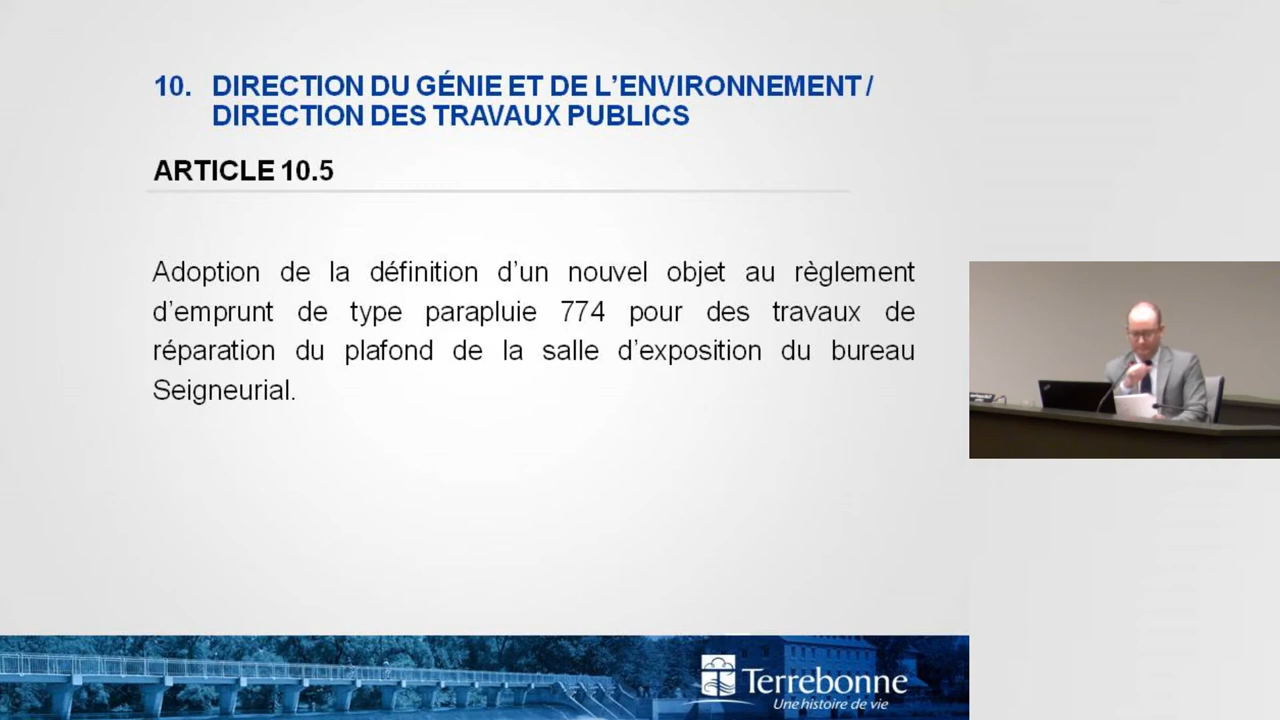 10. DIRECTION DU GÉNIE ET DE L’ENVIRONNEMENT /
DIRECTION DES TRAVAUX PUBLICS
ARTICLE 10.5
Adoption de la définition d’un nouvel objet au règlement
d’emprunt de type parapluie 774 pour des travaux de
réparation du plafond de la salle d’exposition du bureau
Seigneurial.
Terrebonne
Une histoire de vie